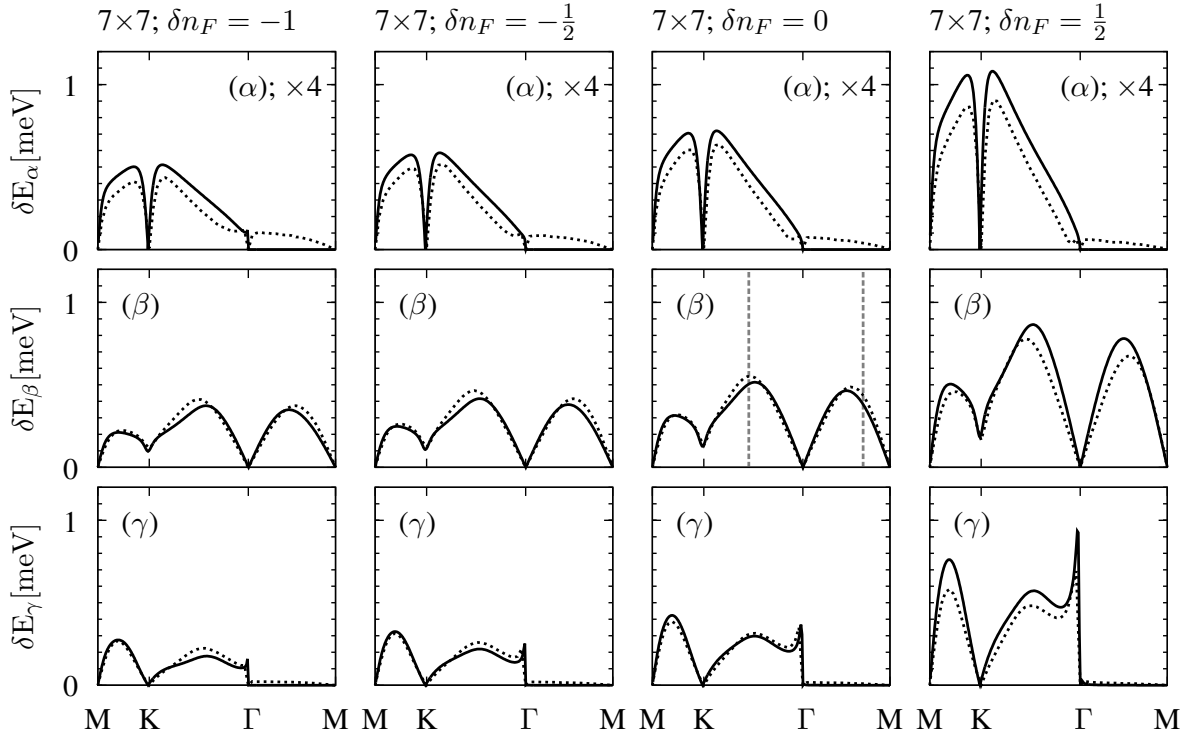 7×7; δn_F = −1
7×7; δn_F = −1/2
7×7; δn_F = 0
7×7; δn_F = 1/2
δE_α[meV]
1
0
(α); ×4
(α); ×4
(α); ×4
(α); ×4
δE_β[meV]
1
0
(β)
(β)
(β)
(β)
δE_γ[meV]
1
0
(γ)
(γ)
(γ)
(γ)
M K Γ M
M K Γ M
M K Γ M
M K Γ M